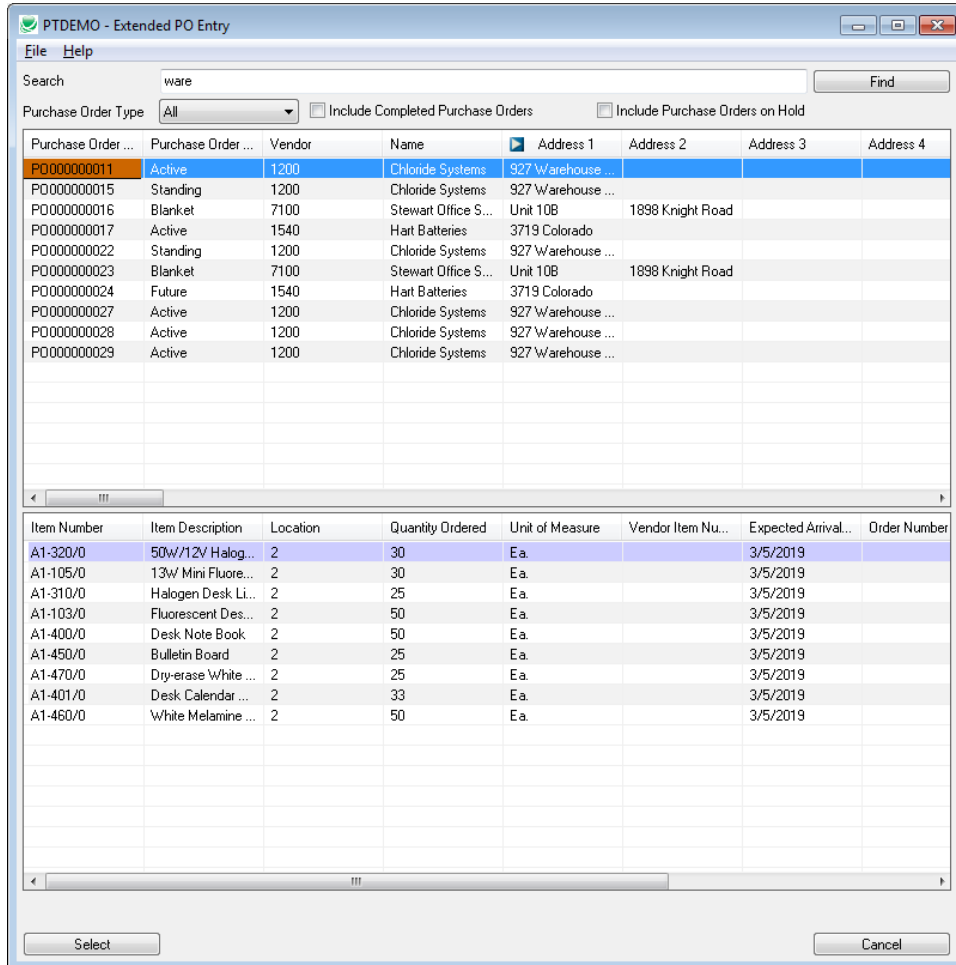 PTDEMO - Extended PO Entry
File Help
Search ware Find
Purchase Order Type All Include Completed Purchase Orders Include Purchase Orders on Hold
Purchase Order ... Purchase Order ... Vendor Name Address 1 Address 2 Address 3 Address 4
PO000000011 Active 1200 Chloride Systems 927 Warehouse ...
PO000000015 Standing 1200 Chloride Systems 927 Warehouse ...
PO000000016 Blanket 7100 Stewart Office S... Unit 10B 1898 Knight Road
PO000000017 Active 1540 Hart Batteries 3719 Colorado
PO000000022 Standing 1200 Chloride Systems 927 Warehouse ...
PO000000023 Blanket 7100 Stewart Office S... Unit 10B 1898 Knight Road
PO000000024 Future 1540 Hart Batteries 3719 Colorado
PO000000027 Active 1200 Chloride Systems 927 Warehouse ...
PO000000028 Active 1200 Chloride Systems 927 Warehouse ...
PO000000029 Active 1200 Chloride Systems 927 Warehouse ...
Item Number Item Description Location Quantity Ordered Unit of Measure Vendor Item Nu... Expected Arrival... Order Number
A1-320/0 50W/12V Halog... 2 30 Ea. 3/5/2019
A1-105/0 13W Mini Fluore... 2 30 Ea. 3/5/2019
A1-310/0 Halogen Desk Li... 2 25 Ea. 3/5/2019
A1-103/0 Fluorescent Des... 2 50 Ea. 3/5/2019
A1-400/0 Desk Note Book 2 50 Ea. 3/5/2019
A1-450/0 Bulletin Board 2 25 Ea. 3/5/2019
A1-470/0 Dry-erase White ... 2 25 Ea. 3/5/2019
A1-401/0 Desk Calendar ... 2 33 Ea. 3/5/2019
A1-460/0 White Melamine ... 2 50 Ea. 3/5/2019
Select Cancel